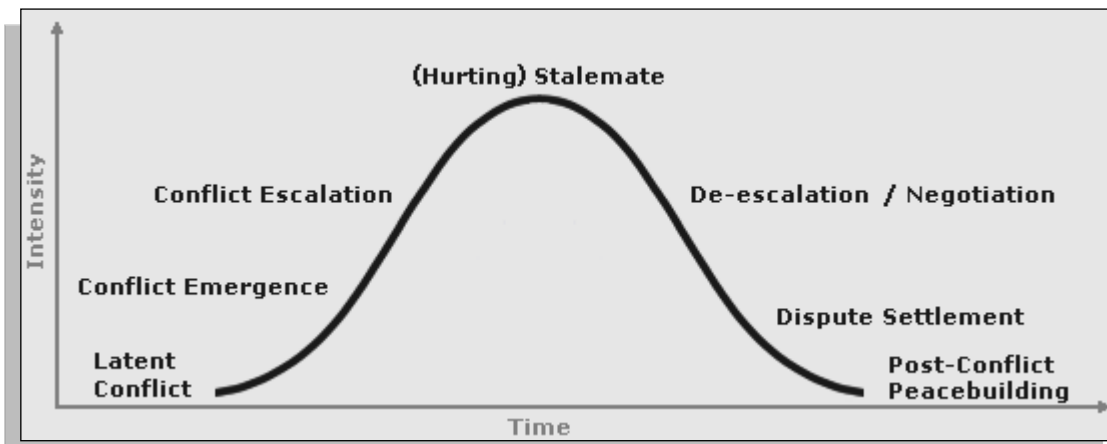 (Hurting) Stalemate
Conflict Escalation
De-escalation / Negotiation
Intensity
Conflict Emergence
Dispute Settlement
Latent
Conflict
Post-Conflict
Peacebuilding
Time